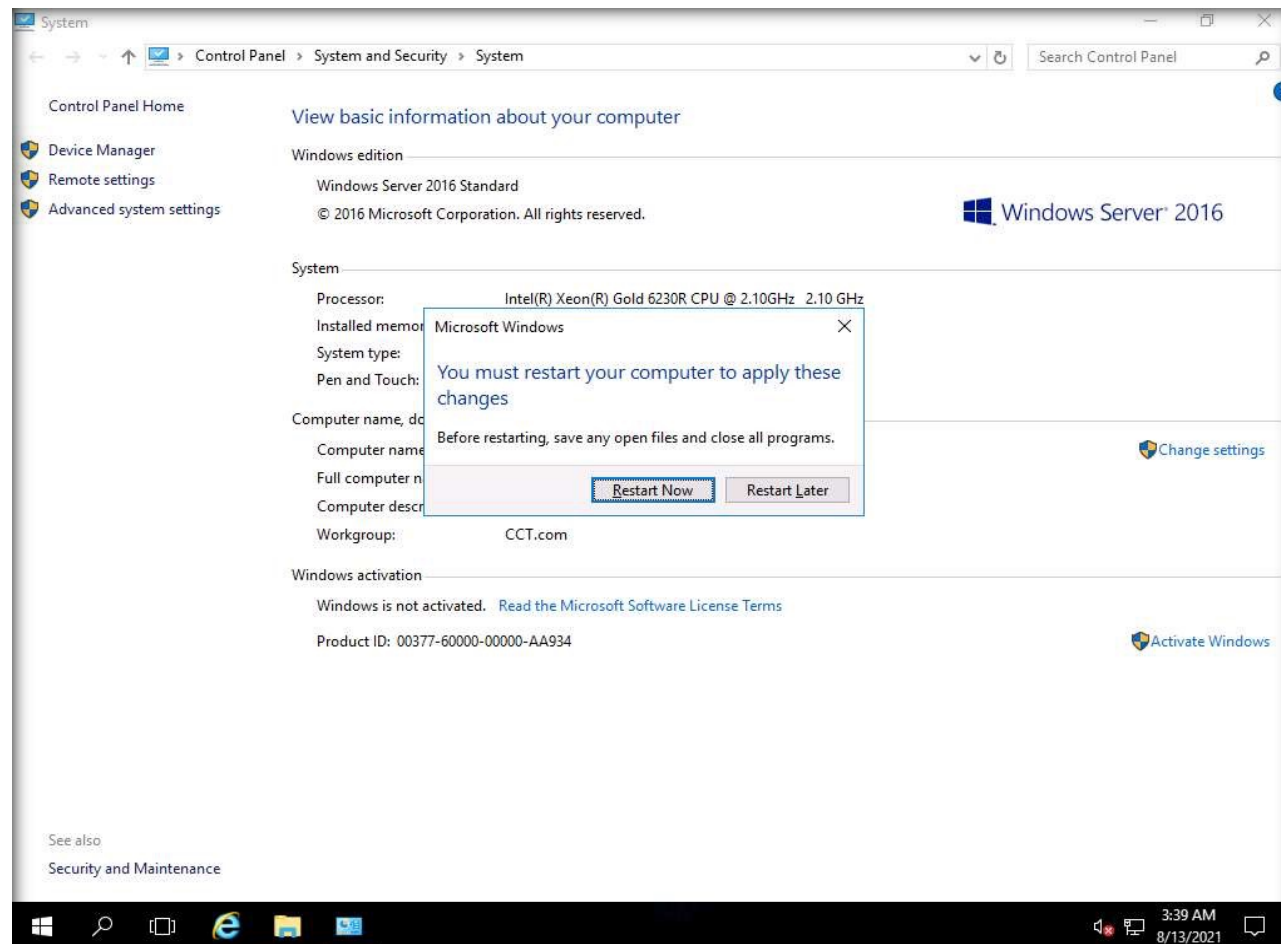 System
Control Panel > System and Security > System
Search Control Panel
Control Panel Home
Device Manager
Remote settings
Advanced system settings
View basic information about your computer
Windows edition
Windows Server 2016 Standard
© 2016 Microsoft Corporation. All rights reserved.
Windows Server® 2016
System
Processor: Intel(R) Xeon(R) Gold 6230R CPU @ 2.10GHz 2.10 GHz
Installed memor
System type:
Pen and Touch:
Microsoft Windows
You must restart your computer to apply these
changes
Before restarting, save any open files and close all programs.
Restart Now Restart Later
Computer name, do
Computer name
Full computer n
Computer descr
Workgroup: CCT.com
Change settings
Windows activation
Windows is not activated. Read the Microsoft Software License Terms
Product ID: 00377-60000-00000-AA934
Activate Windows
See also
Security and Maintenance
3:39 AM
8/13/2021